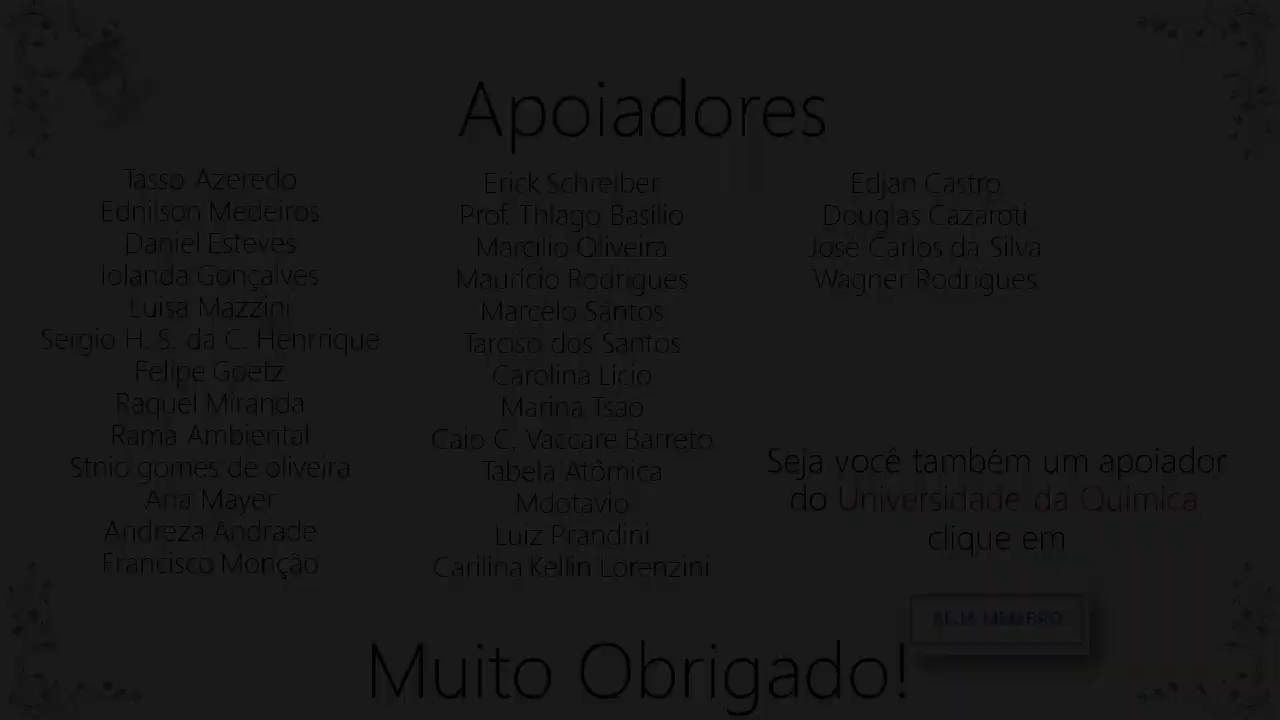 Apoiadores
Tasso Azeredo
Ednilson Medeiros
Daniel Esteves
Iolanda Gonçalves
Luisa Mazzini
Sergio H. S. da C. Henrrique
Felipe Goetz
Raquel Miranda
Rama Ambiental
Stnio gomes de oliveira
Ana Mayer
Andreza Andrade
Francisco Monção
Erick Schreiber
Prof. Thiago Basílio
Marcílio Oliveira
Maurício Rodrigues
Marcelo Santos
Tarciso dos Santos
Carolina Lício
Marina Tsao
Caio C. Vaccare Barreto
Tabela Atômica
Mdotavio
Luiz Prandini
Carilina Kellin Lorenzini
Edjan Castro
Douglas Cazaroti
José Carlos da Silva
Wagner Rodrigues
Seja você também um apoiador
do Universidade da Química
clique em
SEJA MEMBRO
Muito Obrigado!